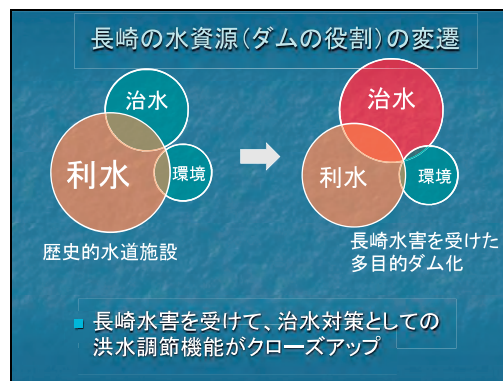 長崎の水資源(ダムの役割)の変遷
治水
利水
環境
歴史的水道施設
治水
利水
環境
長崎水害を受けた
多目的ダム化
長崎水害を受けて、治水対策としての
洪水調節機能がクローズアップ